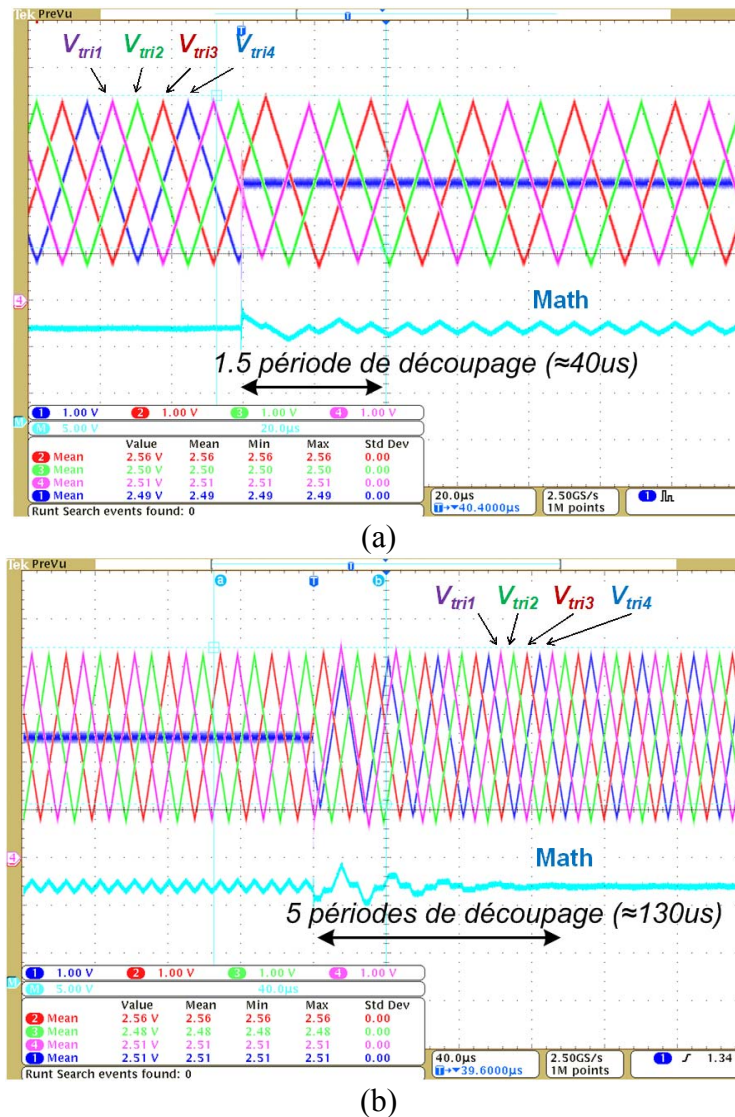 Tek PreVu
T
T
Vtri1 Vtri2 Vtri3 Vtri4
4
Math
1.5 période de découpage (≈40us)
1 1.00 V 2 1.00 V 3 1.00 V 4 1.00 V
M 5.00 V 20.0µs
Value Mean Min Max Std Dev
2 Mean 2.56 V 2.56 2.56 2.56 0.00
3 Mean 2.50 V 2.50 2.50 2.50 0.00
4 Mean 2.51 V 2.51 2.51 2.51 0.00
1 Mean 2.49 V 2.49 2.49 2.49 0.00
Runt Search events found: 0
20.0µs 2.50GS/s 1
T→▼40.4000µs 1M points
(a)
Tek PreVu
T
a T b
Vtri1 Vtri2 Vtri3 Vtri4
4
Math
5 périodes de découpage (≈130us)
1 1.00 V 2 1.00 V 3 1.00 V 4 1.00 V
M 5.00 V 40.0µs
Value Mean Min Max Std Dev
2 Mean 2.56 V 2.56 2.56 2.56 0.00
3 Mean 2.48 V 2.48 2.48 2.48 0.00
4 Mean 2.51 V 2.51 2.51 2.51 0.00
1 Mean 2.51 V 2.51 2.51 2.51 0.00
Runt Search events found: 0
40.0µs 2.50GS/s 1 1.34
T→▼39.6000µs 1M points
(b)